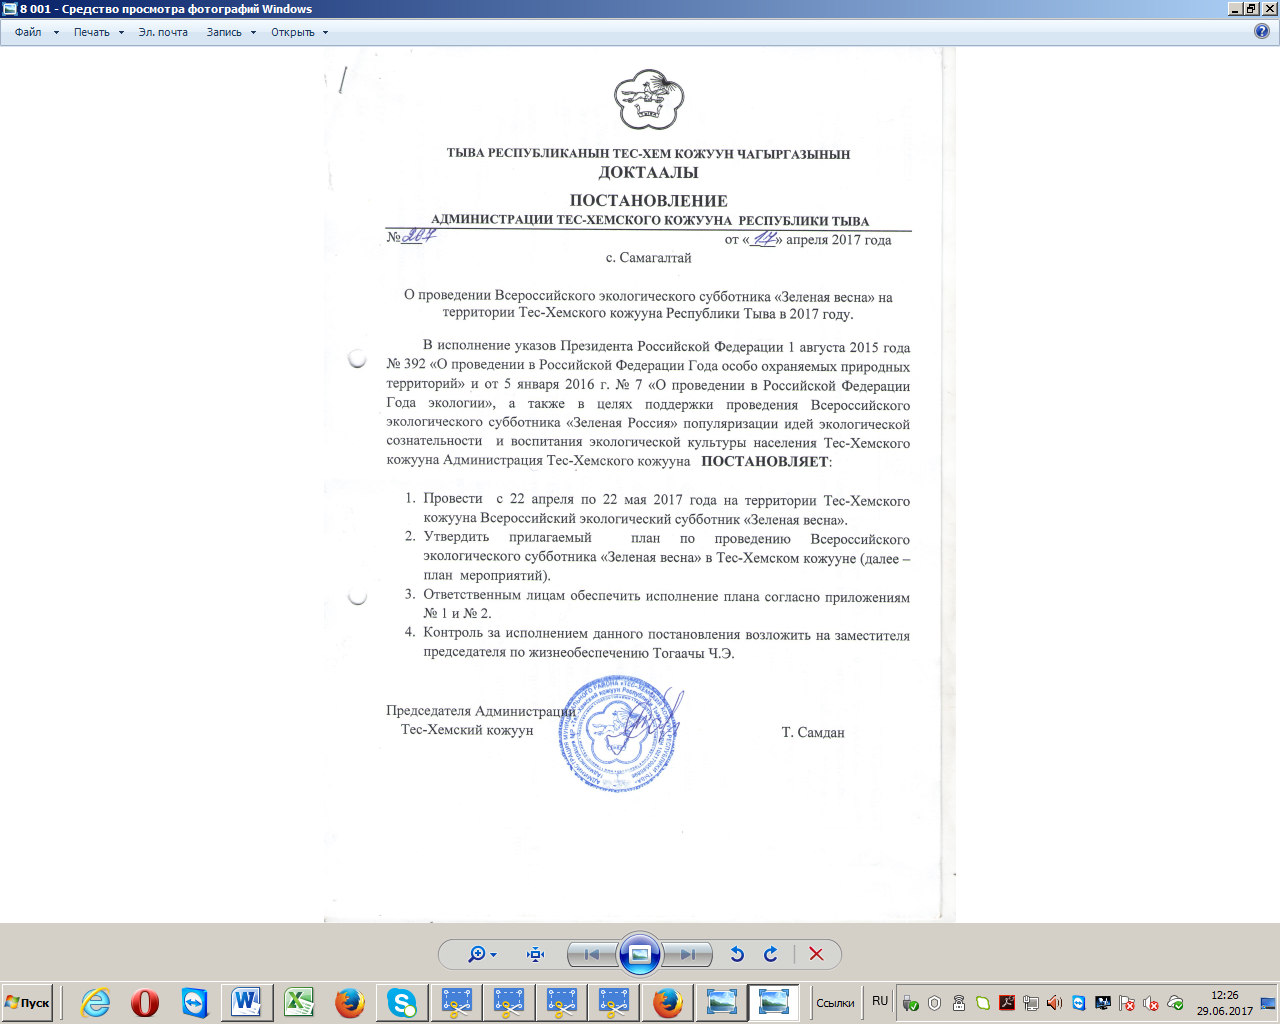 8 001 - Средство просмотра фотографий Windows
Файл Печать Эл. почта Запись Открыть
ТЫВА РЕСПУБЛИКАНЫН ТЕС-ХЕМ КОЖУУН ЧАГЫРГАЗЫНЫН
ДОКТААЛЫ
ПОСТАНОВЛЕНИЕ
АДМИНИСТРАЦИИ ТЕС-ХЕМСКОГО КОЖУУНА РЕСПУБЛИКИ ТЫВА
№ 207 от « 17 » апреля 2017 года
с. Самагалтай
О проведении Всероссийского экологического субботника «Зеленая весна» на
территории Тес-Хемского кожууна Республики Тыва в 2017 году.
В исполнение указов Президента Российской Федерации 1 августа 2015 года
№ 392 «О проведении в Российской Федерации Года особо охраняемых природных
территорий» и от 5 января 2016 г. № 7 «О проведении в Российской Федерации
Года экологии», а также в целях поддержки проведения Всероссийского
экологического субботника «Зеленая Россия» популяризации идей экологической
сознательности и воспитания экологической культуры населения Тес-Хемского
кожууна Администрация Тес-Хемского кожууна ПОСТАНОВЛЯЕТ:
1. Провести с 22 апреля по 22 мая 2017 года на территории Тес-Хемского
кожууна Всероссийский экологический субботник «Зеленая весна».
2. Утвердить прилагаемый план по проведению Всероссийского
экологического субботника «Зеленая весна» в Тес-Хемском кожууне (далее –
план мероприятий).
3. Ответственным лицам обеспечить исполнение плана согласно приложениям
№ 1 и № 2.
4. Контроль за исполнением данного постановления возложить на заместителя
председателя по жизнеобеспечению Тогаачы Ч.Э.
Председателя Администрации
Тес-Хемский кожуун Т. Самдан
Пуск
Ссылки
RU
12:26
29.06.2017